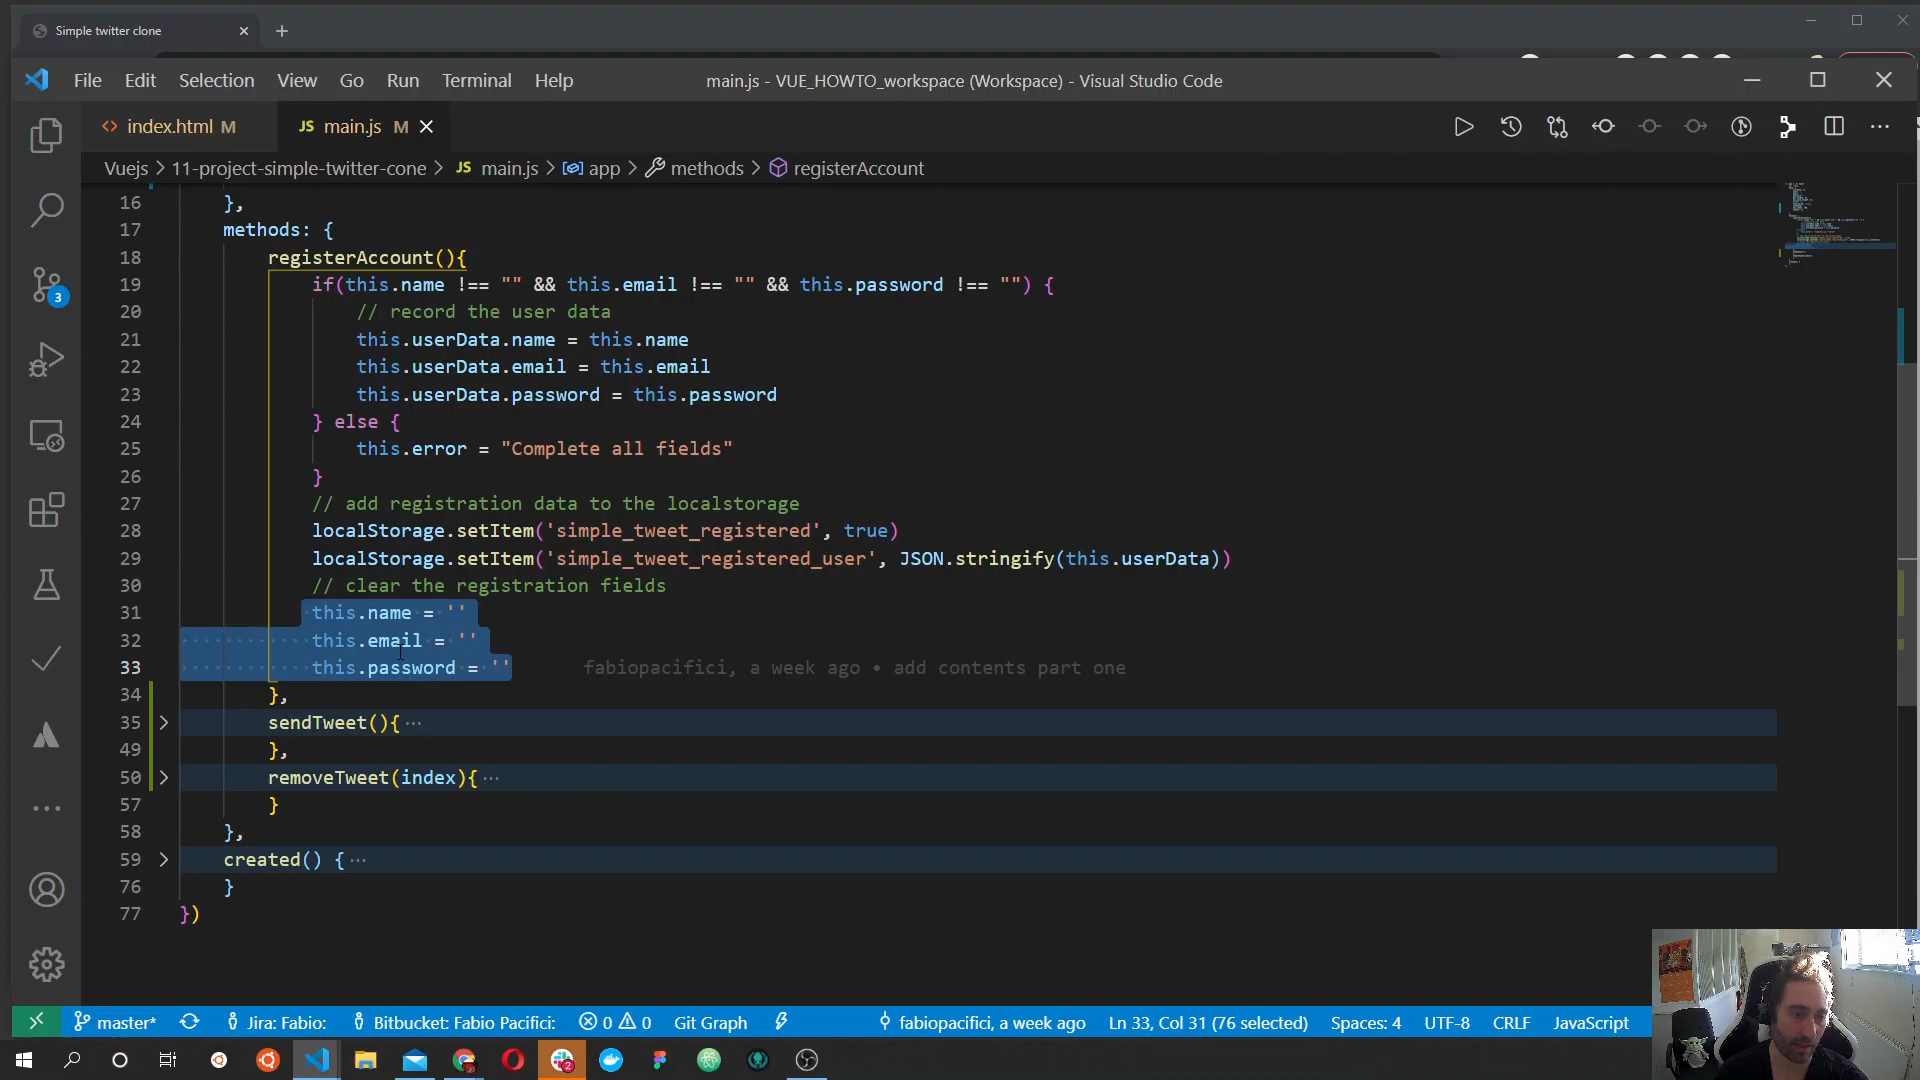 Simple twitter clone
File Edit Selection View Go Run Terminal Help
main.js - VUE_HOWTO_workspace (Workspace) - Visual Studio Code
index.html M
JS main.js M
Vuejs > 11-project-simple-twitter-cone > JS main.js > app > methods > registerAccount
16 },
17 methods: {
18 registerAccount(){
19 if(this.name !== "" && this.email !== "" && this.password !== "") {
20 // record the user data
21 this.userData.name = this.name
22 this.userData.email = this.email
23 this.userData.password = this.password
24 } else {
25 this.error = "Complete all fields"
26 }
27 // add registration data to the localstorage
28 localStorage.setItem('simple_tweet_registered', true)
29 localStorage.setItem('simple_tweet_registered_user', JSON.stringify(this.userData))
30 // clear the registration fields
31 this.name = ''
32 this.email = ''
33 this.password = '' fabiopacifici, a week ago • add contents part one
34 },
35 sendTweet(){ ...
49 },
50 removeTweet(index){ ...
57 }
58 },
59 created() { ...
76 }
77 })
3
master* Jira: Fabio: Bitbucket: Fabio Pacifici: 0 0 Git Graph fabiopacifici, a week ago Ln 33, Col 31 (76 selected) Spaces: 4 UTF-8 CRLF JavaScript
2